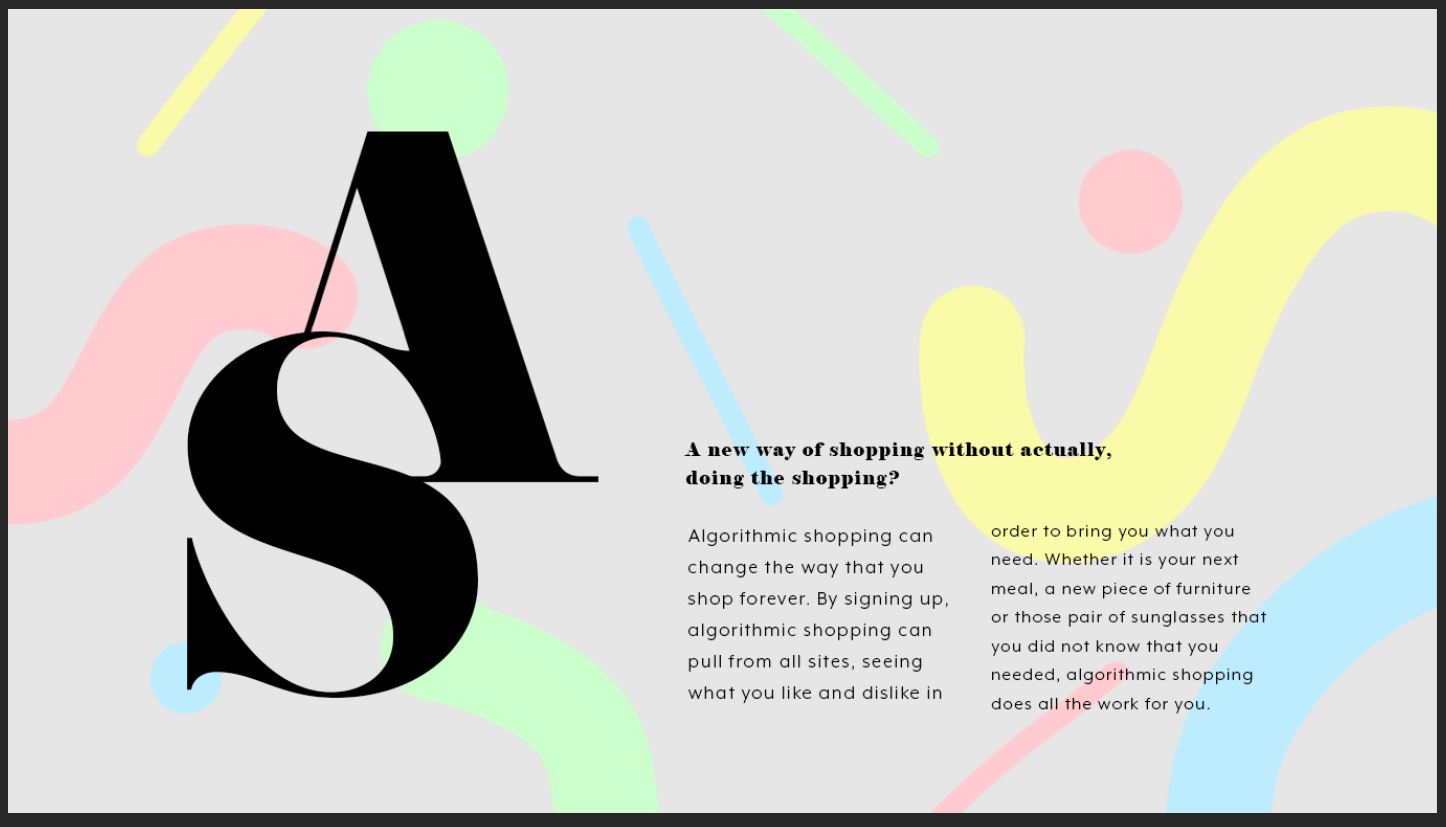 A
S
A new way of shopping without actually,
doing the shopping?
Algorithmic shopping can
change the way that you
shop forever. By signing up,
algorithmic shopping can
pull from all sites, seeing
what you like and dislike in
order to bring you what you
need. Whether it is your next
meal, a new piece of furniture
or those pair of sunglasses that
you did not know that you
needed, algorithmic shopping
does all the work for you.